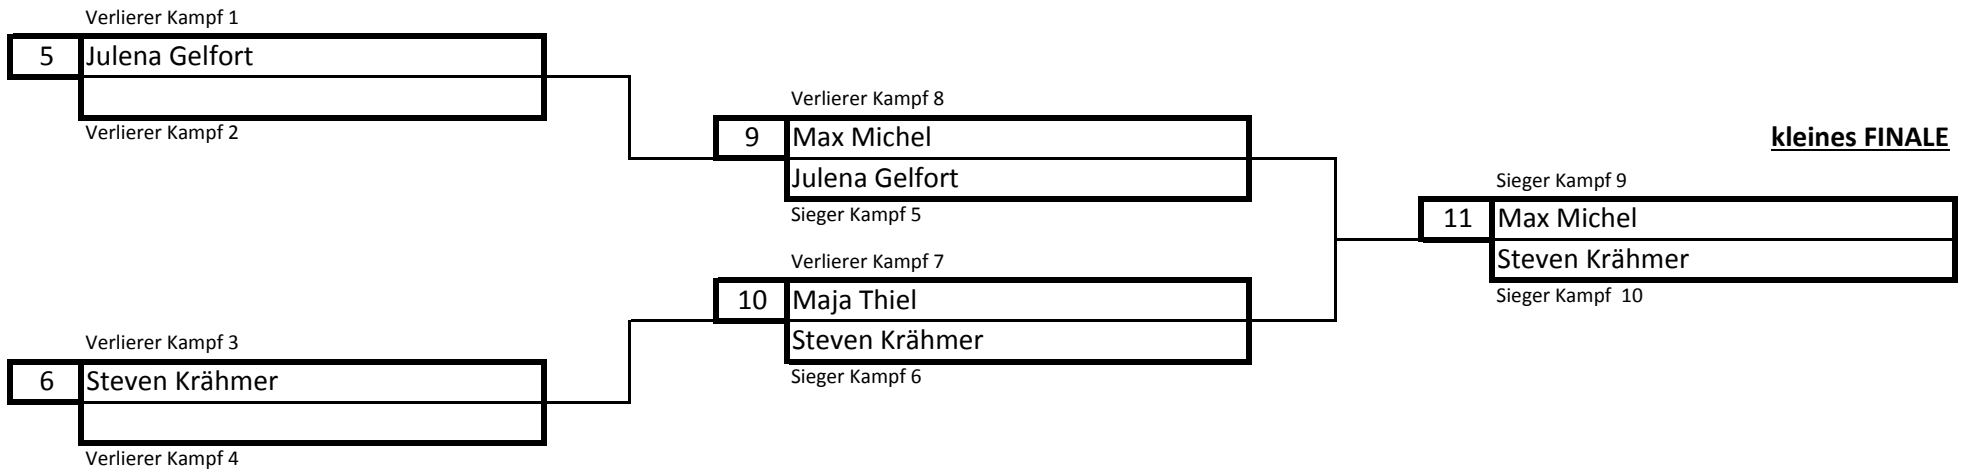 Verlierer Kampf 1
5 Julena Gelfort
Verlierer Kampf 2
Verlierer Kampf 3
6 Steven Krähmer
Verlierer Kampf 4
Verlierer Kampf 8
9 Max Michel
Julena Gelfort
Sieger Kampf 5
Verlierer Kampf 7
10 Maja Thiel
Steven Krähmer
Sieger Kampf 6
kleines FINALE
Sieger Kampf 9
11 Max Michel
Steven Krähmer
Sieger Kampf  10